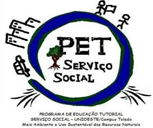 PET
SERVIÇO
SOCIAL
PROGRAMA DE EDUCAÇÃO TUTORIAL
SERVIÇO SOCIAL - UNIOESTE/Campus Toledo
Meio Ambiente e Uso Sustentável dos Recursos Naturais